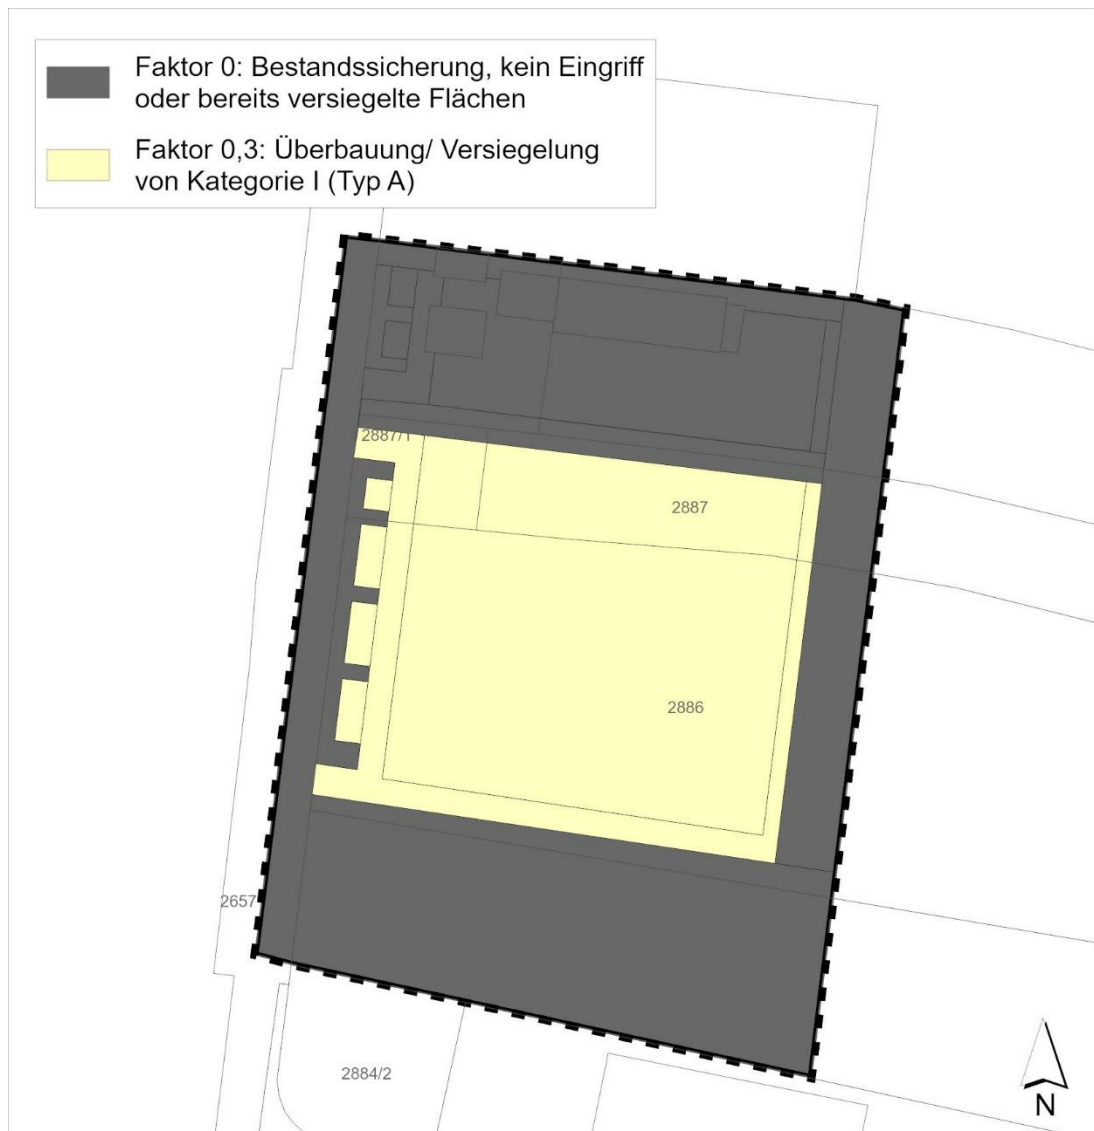 Faktor 0: Bestandssicherung, kein Eingriff
oder bereits versiegelte Flächen
Faktor 0,3: Überbauung/ Versiegelung
von Kategorie I (Typ A)
2887/1
2887
2886
2657
2884/2
N